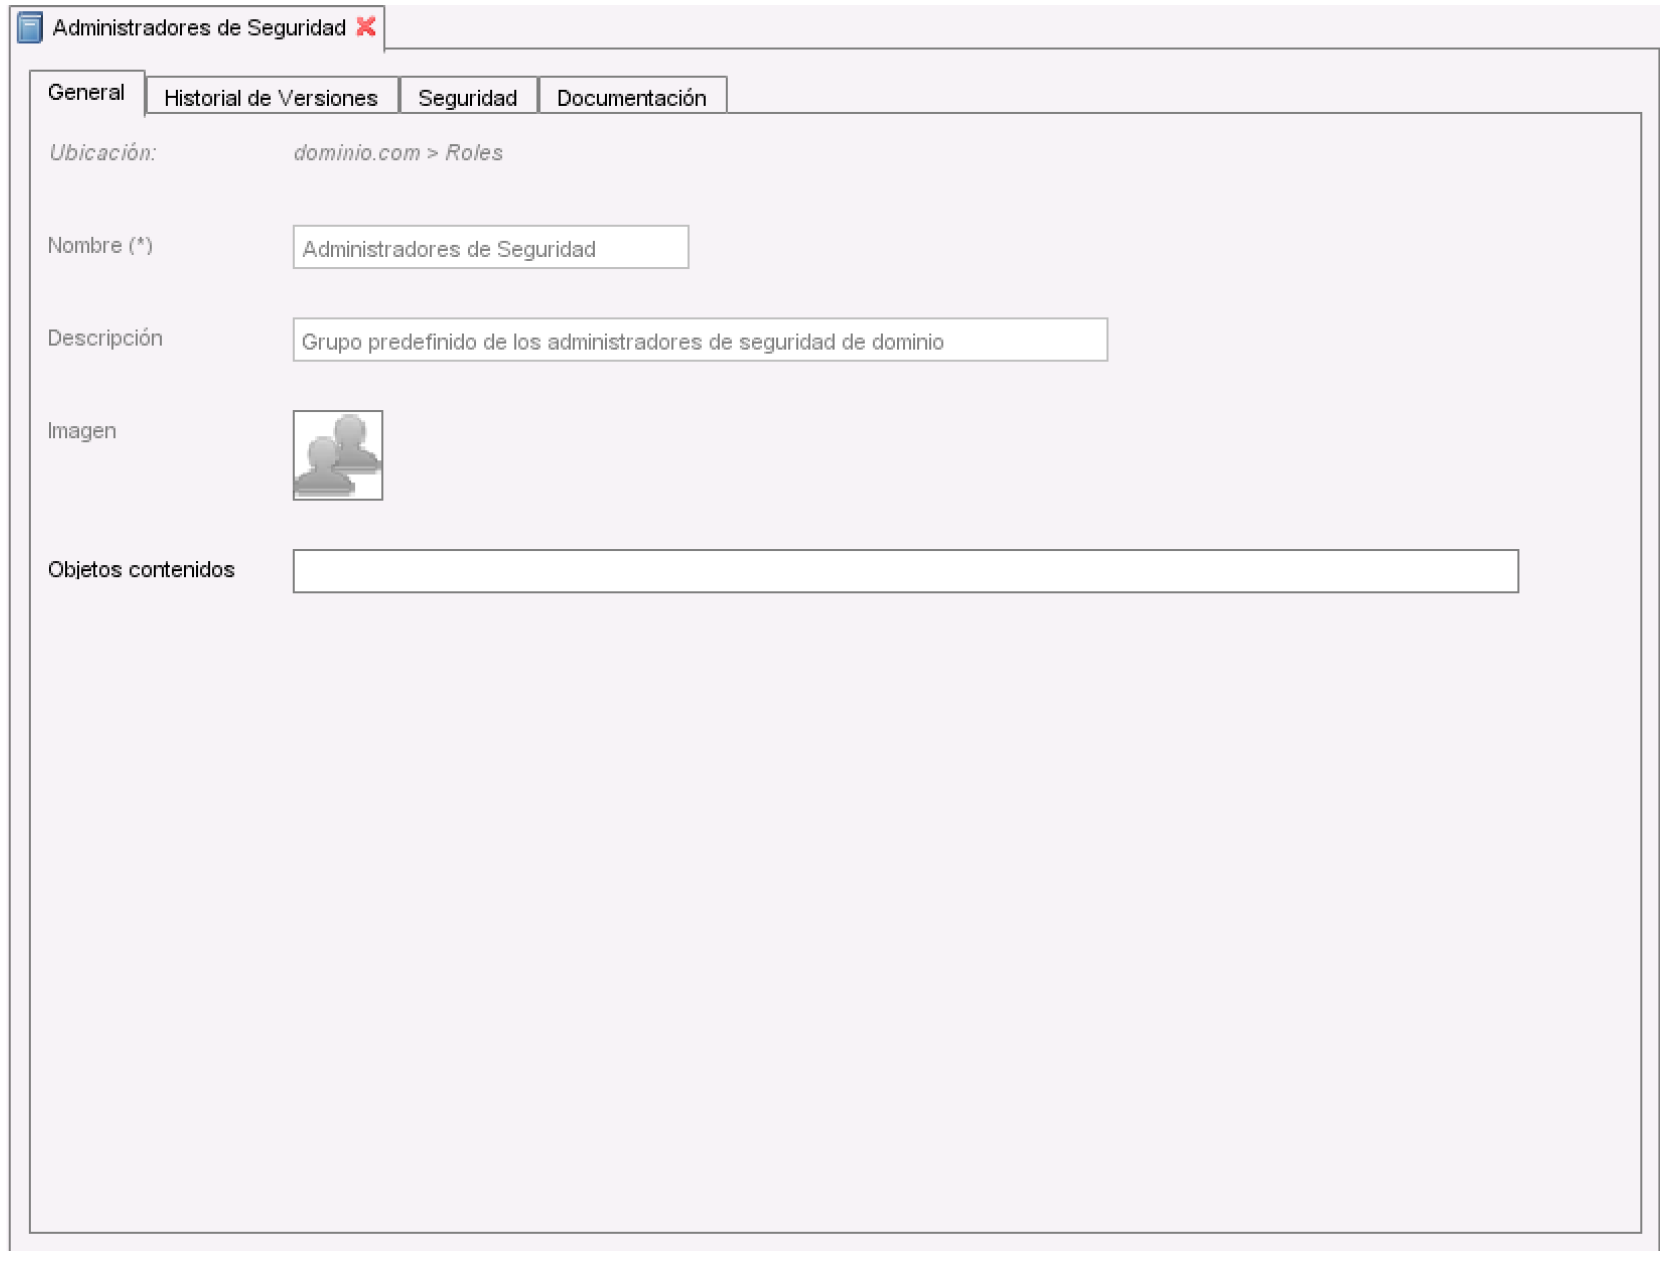 Administradores de Seguridad
General Historial de Versiones Seguridad Documentación
Ubicación: dominio.com > Roles
Nombre (*) Administradores de Seguridad
Descripción Grupo predefinido de los administradores de seguridad de dominio
Imagen
Objetos contenidos